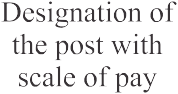 Designation of
the post with
scale of pay